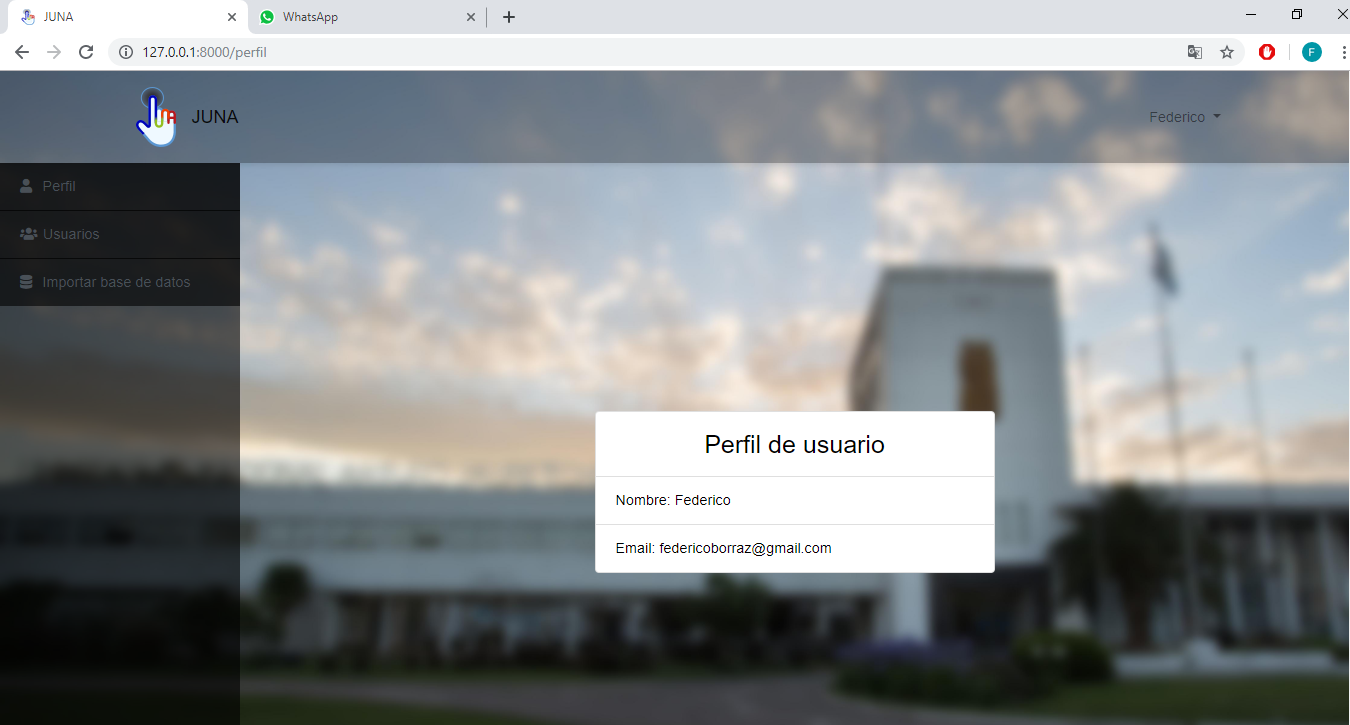 JUNA
WhatsApp
127.0.0.1:8000/perfil
F
JUNA
Federico
Perfil
Usuarios
Importar base de datos
Perfil de usuario
Nombre: Federico
Email: federicoborraz@gmail.com